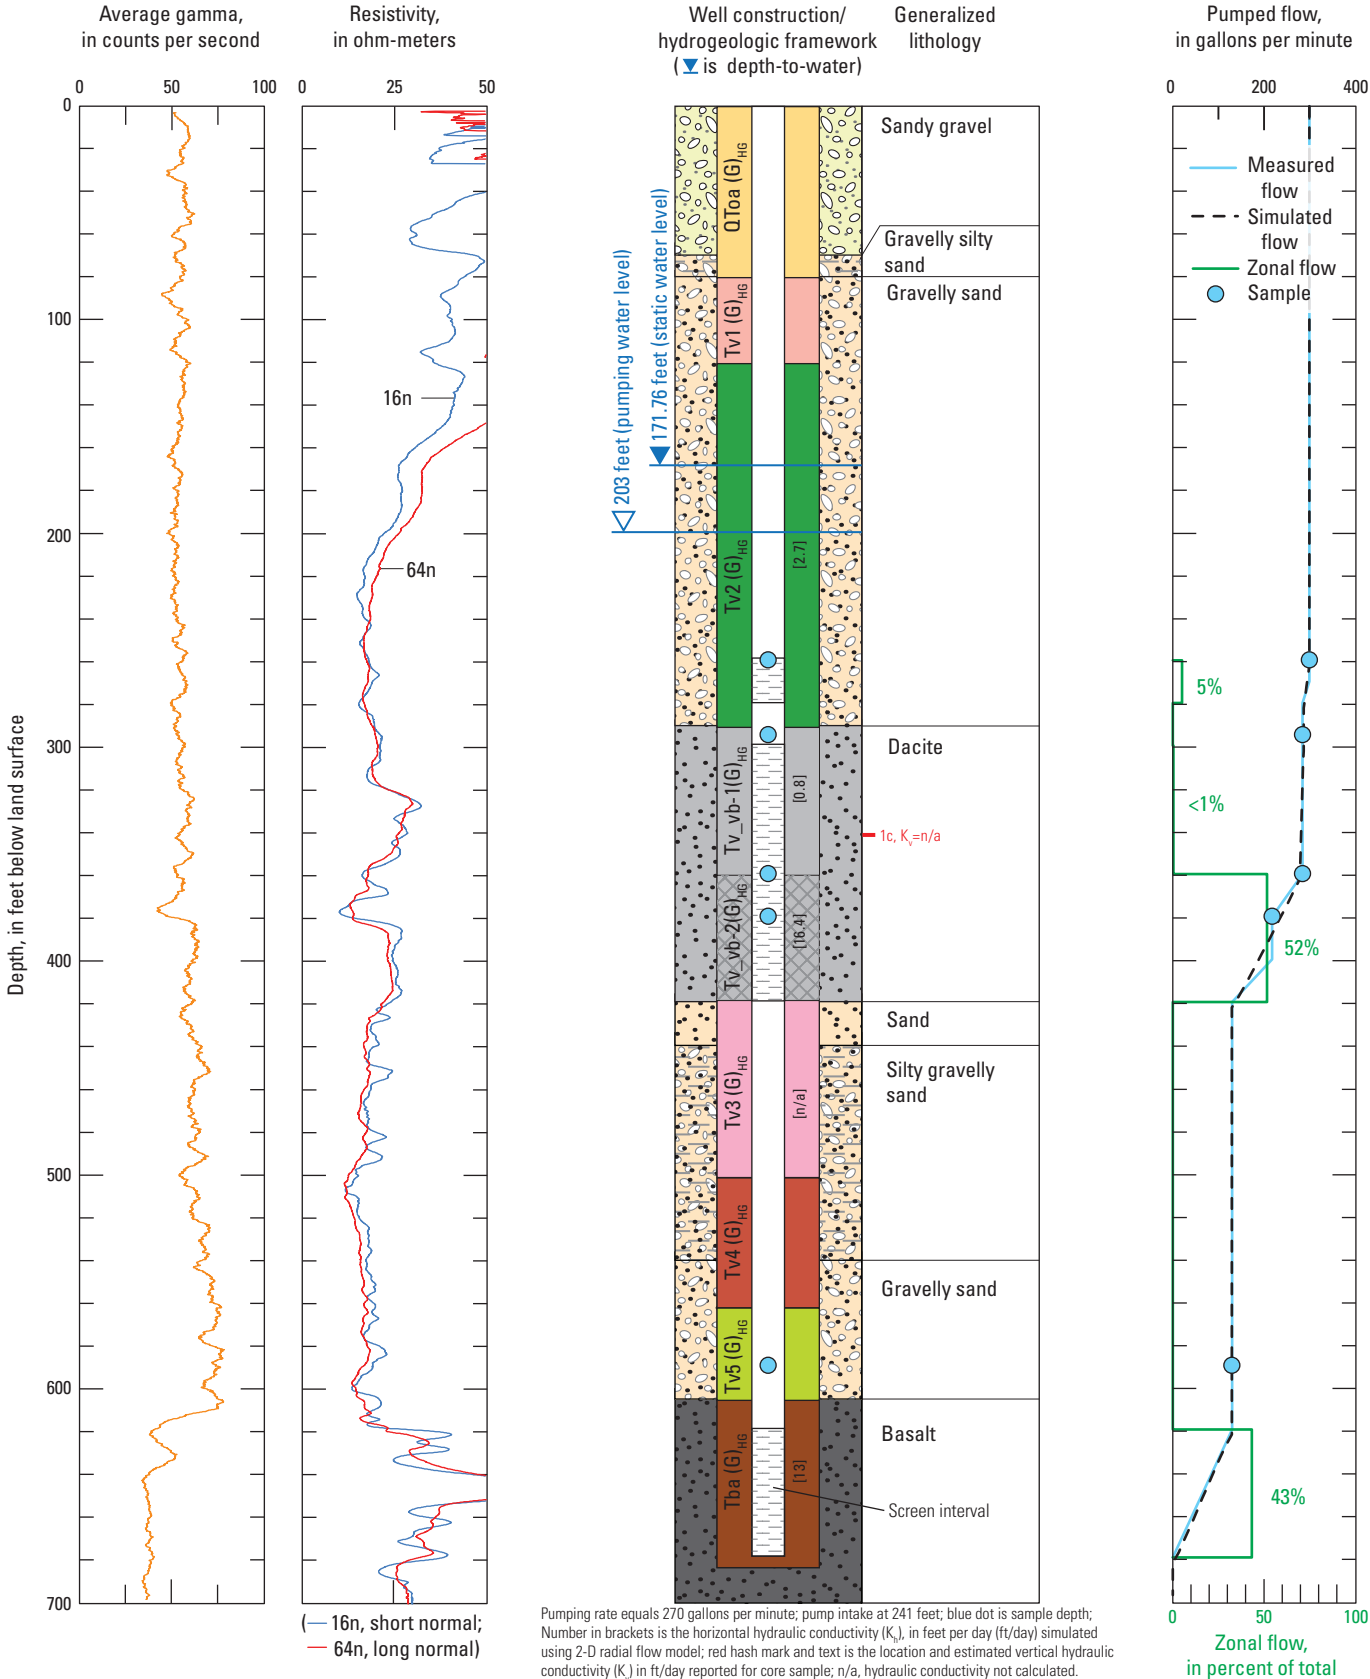 Average gamma,
in counts per second
Resistivity,
in ohm-meters
Well construction/
hydrogeologic framework
( is depth-to-water)
Generalized
lithology
Pumped flow,
in gallons per minute
0 50 100
0 25 50
0 200 400
0
100
200
300
400
500
600
700
Depth, in feet below land surface
16n
64n
203 feet (pumping water level)
171.76 feet (static water level)
QToa (G)HG
Tv1 (G)HG
Tv2 (G)HG
[2.7]
Tv_vb-1(G)HG
[0.8]
Tv_vb-2(G)HG
[16.4]
Tv3 (G)HG
[n/a]
Tv4 (G)HG
Tv5 (G)HG
Tba (G)HG
[13]
Sandy gravel
Gravelly silty
sand
Gravelly sand
Dacite
1c, Kv=n/a
Sand
Silty gravelly
sand
Gravelly sand
Basalt
Screen interval
Measured
flow
Simulated
flow
Zonal flow
Sample
5%
<1%
52%
43%
0 50 100
Zonal flow,
in percent of total
(— 16n, short normal;
— 64n, long normal)
Pumping rate equals 270 gallons per minute; pump intake at 241 feet; blue dot is sample depth;
Number in brackets is the horizontal hydraulic conductivity (Kh), in feet per day (ft/day) simulated
using 2-D radial flow model; red hash mark and text is the location and estimated vertical hydraulic
conductivity (Kv) in ft/day reported for core sample; n/a, hydraulic conductivity not calculated.